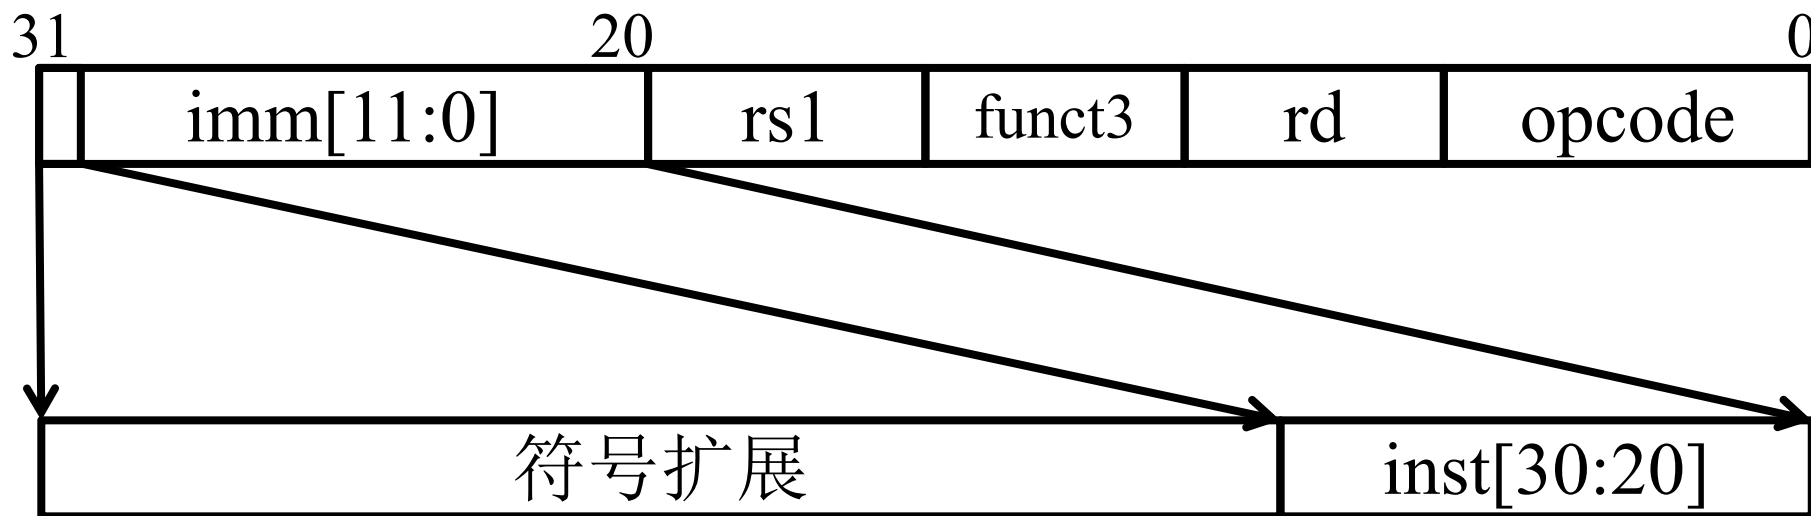 31 20 0
imm[11:0] rs1 funct3 rd opcode
符号扩展 inst[30:20]